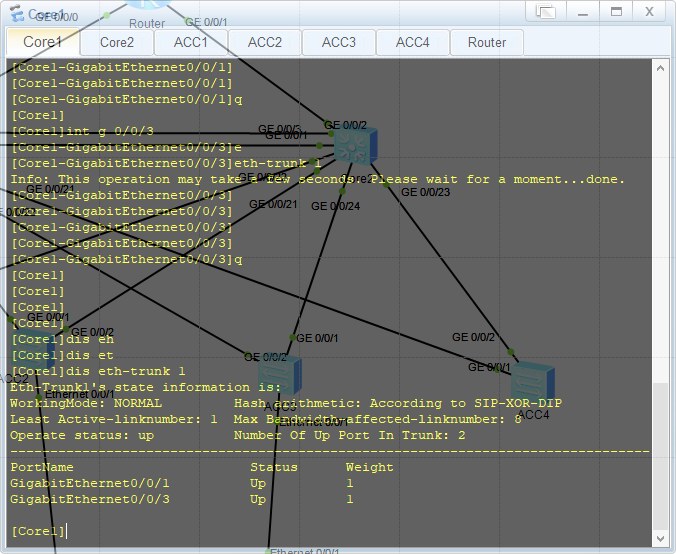 Core1
GE 0/0/0
GE 0/0/1
Router
Core1 Core2 ACC1 ACC2 ACC3 ACC4 Router
[Core1-GigabitEthernet0/0/1]
[Core1-GigabitEthernet0/0/1]
[Core1-GigabitEthernet0/0/1]q
[Core1]
[Core1]int g 0/0/3
[Core1-GigabitEthernet0/0/3]e
[Core1-GigabitEthernet0/0/3]eth-trunk 1
Info: This operation may take a few seconds. Please wait for a moment...done.
[Core1-GigabitEthernet0/0/3]
[Core1-GigabitEthernet0/0/3]
[Core1-GigabitEthernet0/0/3]
[Core1-GigabitEthernet0/0/3]
[Core1-GigabitEthernet0/0/3]q
[Core1]
[Core1]
[Core1]
[Core1]
[Core1]dis eh
[Core1]dis et
[Core1]dis eth-trunk 1
Eth-Trunk1's state information is:
WorkingMode: NORMAL Hash arithmetic: According to SIP-XOR-DIP
Least Active-linknumber: 1 Max Bandwidth-affected-linknumber: 8
Operate status: up Number Of Up Port In Trunk: 2
--------------------------------------------------------------------------------
PortName Status Weight
GigabitEthernet0/0/1 Up 1
GigabitEthernet0/0/3 Up 1
[Core1]
GE 0/0/2
GE 0/0/3
GE 0/0/1
GE 0/0/23
GE 0/0/21
GE 0/0/21
GE 0/0/24
GE 0/0/1
GE 0/0/2
GE 0/0/1
GE 0/0/2
GE 0/0/2
GE 0/0/1
ACC2
Ethernet 0/0/1
ACC3
Ethernet 0/0/1
ACC4
Ethernet 0/0/1